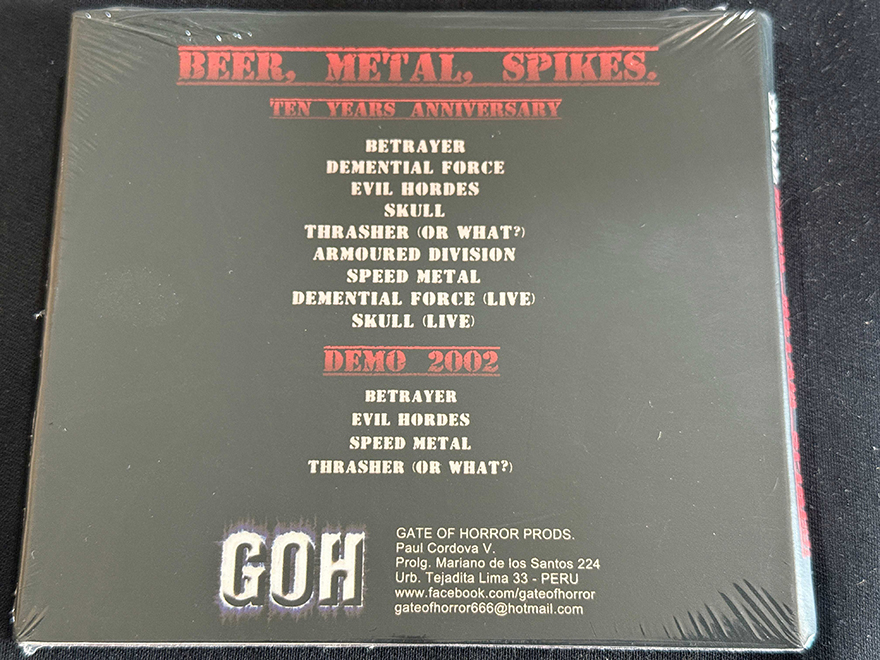 BEER, METAL, SPIKES.
TEN YEARS ANNIVERSARY
BETRAYER
DEMENTIAL FORCE
EVIL HORDES
SKULL
THRASHER (OR WHAT?)
ARMOURED DIVISION
SPEED METAL
DEMENTIAL FORCE (LIVE)
SKULL (LIVE)
DEMO 2002
BETRAYER
EVIL HORDES
SPEED METAL
THRASHER (OR WHAT?)
GOH
GATE OF HORROR PRODS.
Paul Cordova V.
Prolg. Mariano de los Santos 224
Urb. Tejadita Lima 33 - PERU
www.facebook.com/gateofhorror
gateofhorror666@hotmail.com